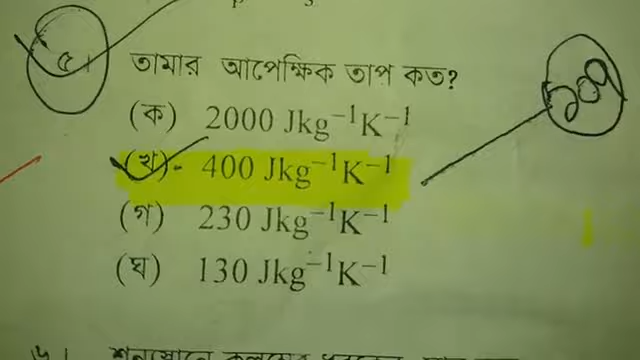 ৫।
তামার আপেক্ষিক তাপ কত?
(ক) 2000 Jkg⁻¹K⁻¹
(খ) 400 Jkg⁻¹K⁻¹
(গ) 230 Jkg⁻¹K⁻¹
(ঘ) 130 Jkg⁻¹K⁻¹
৬।